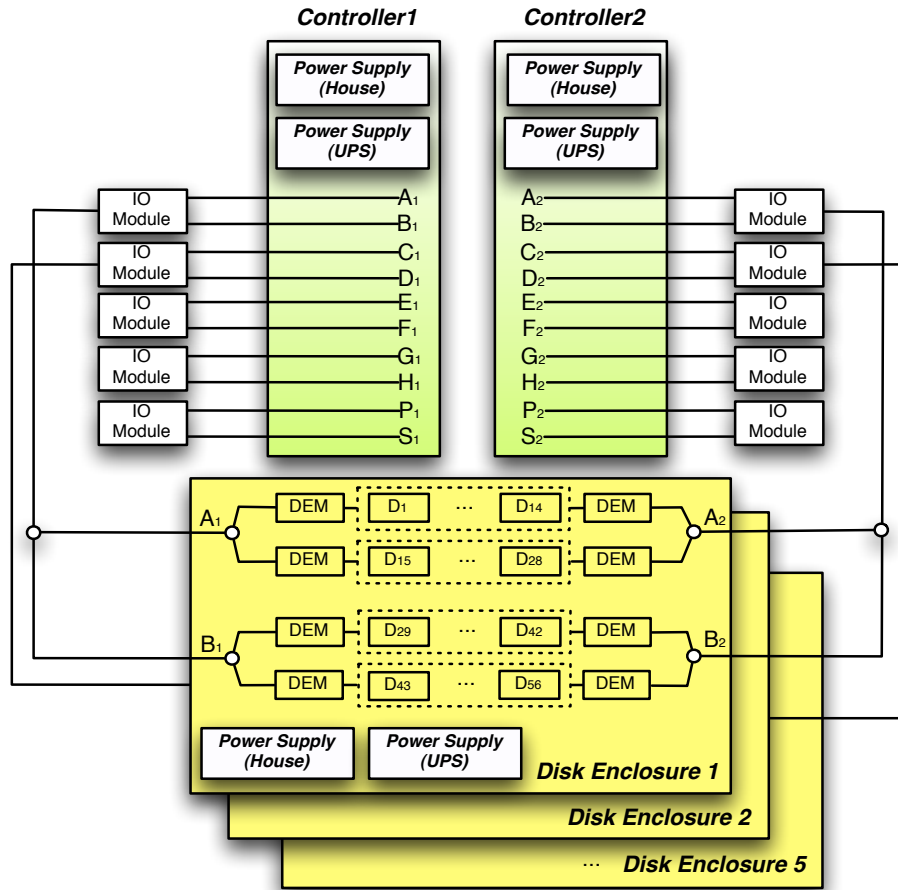 Controller1
Controller2
Power Supply
(House)
Power Supply
(House)
Power Supply
(UPS)
Power Supply
(UPS)
IO
Module
A1
B1
A2
B2
IO
Module
IO
Module
C1
D1
C2
D2
IO
Module
IO
Module
E1
F1
E2
F2
IO
Module
IO
Module
G1
H1
G2
H2
IO
Module
IO
Module
P1
S1
P2
S2
IO
Module
A1
DEM
D1
...
D14
DEM
A2
DEM
D15
...
D28
DEM
B1
DEM
D29
...
D42
DEM
B2
DEM
D43
...
D56
DEM
Power Supply
(House)
Power Supply
(UPS)
Disk Enclosure 1
Disk Enclosure 2
... Disk Enclosure 5